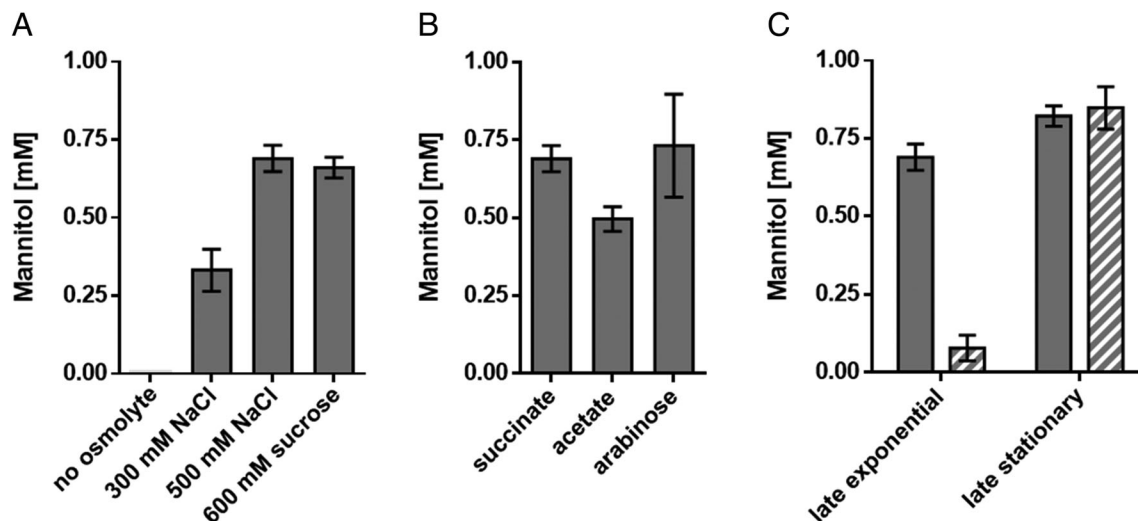 A
Mannitol [mM]
1.00
0.75
0.50
0.25
0.00
no osmolyte
300 mM NaCl
500 mM NaCl
600 mM sucrose
B
Mannitol [mM]
1.00
0.75
0.50
0.25
0.00
succinate
acetate
arabinose
C
Mannitol [mM]
1.00
0.75
0.50
0.25
0.00
late exponential
late stationary